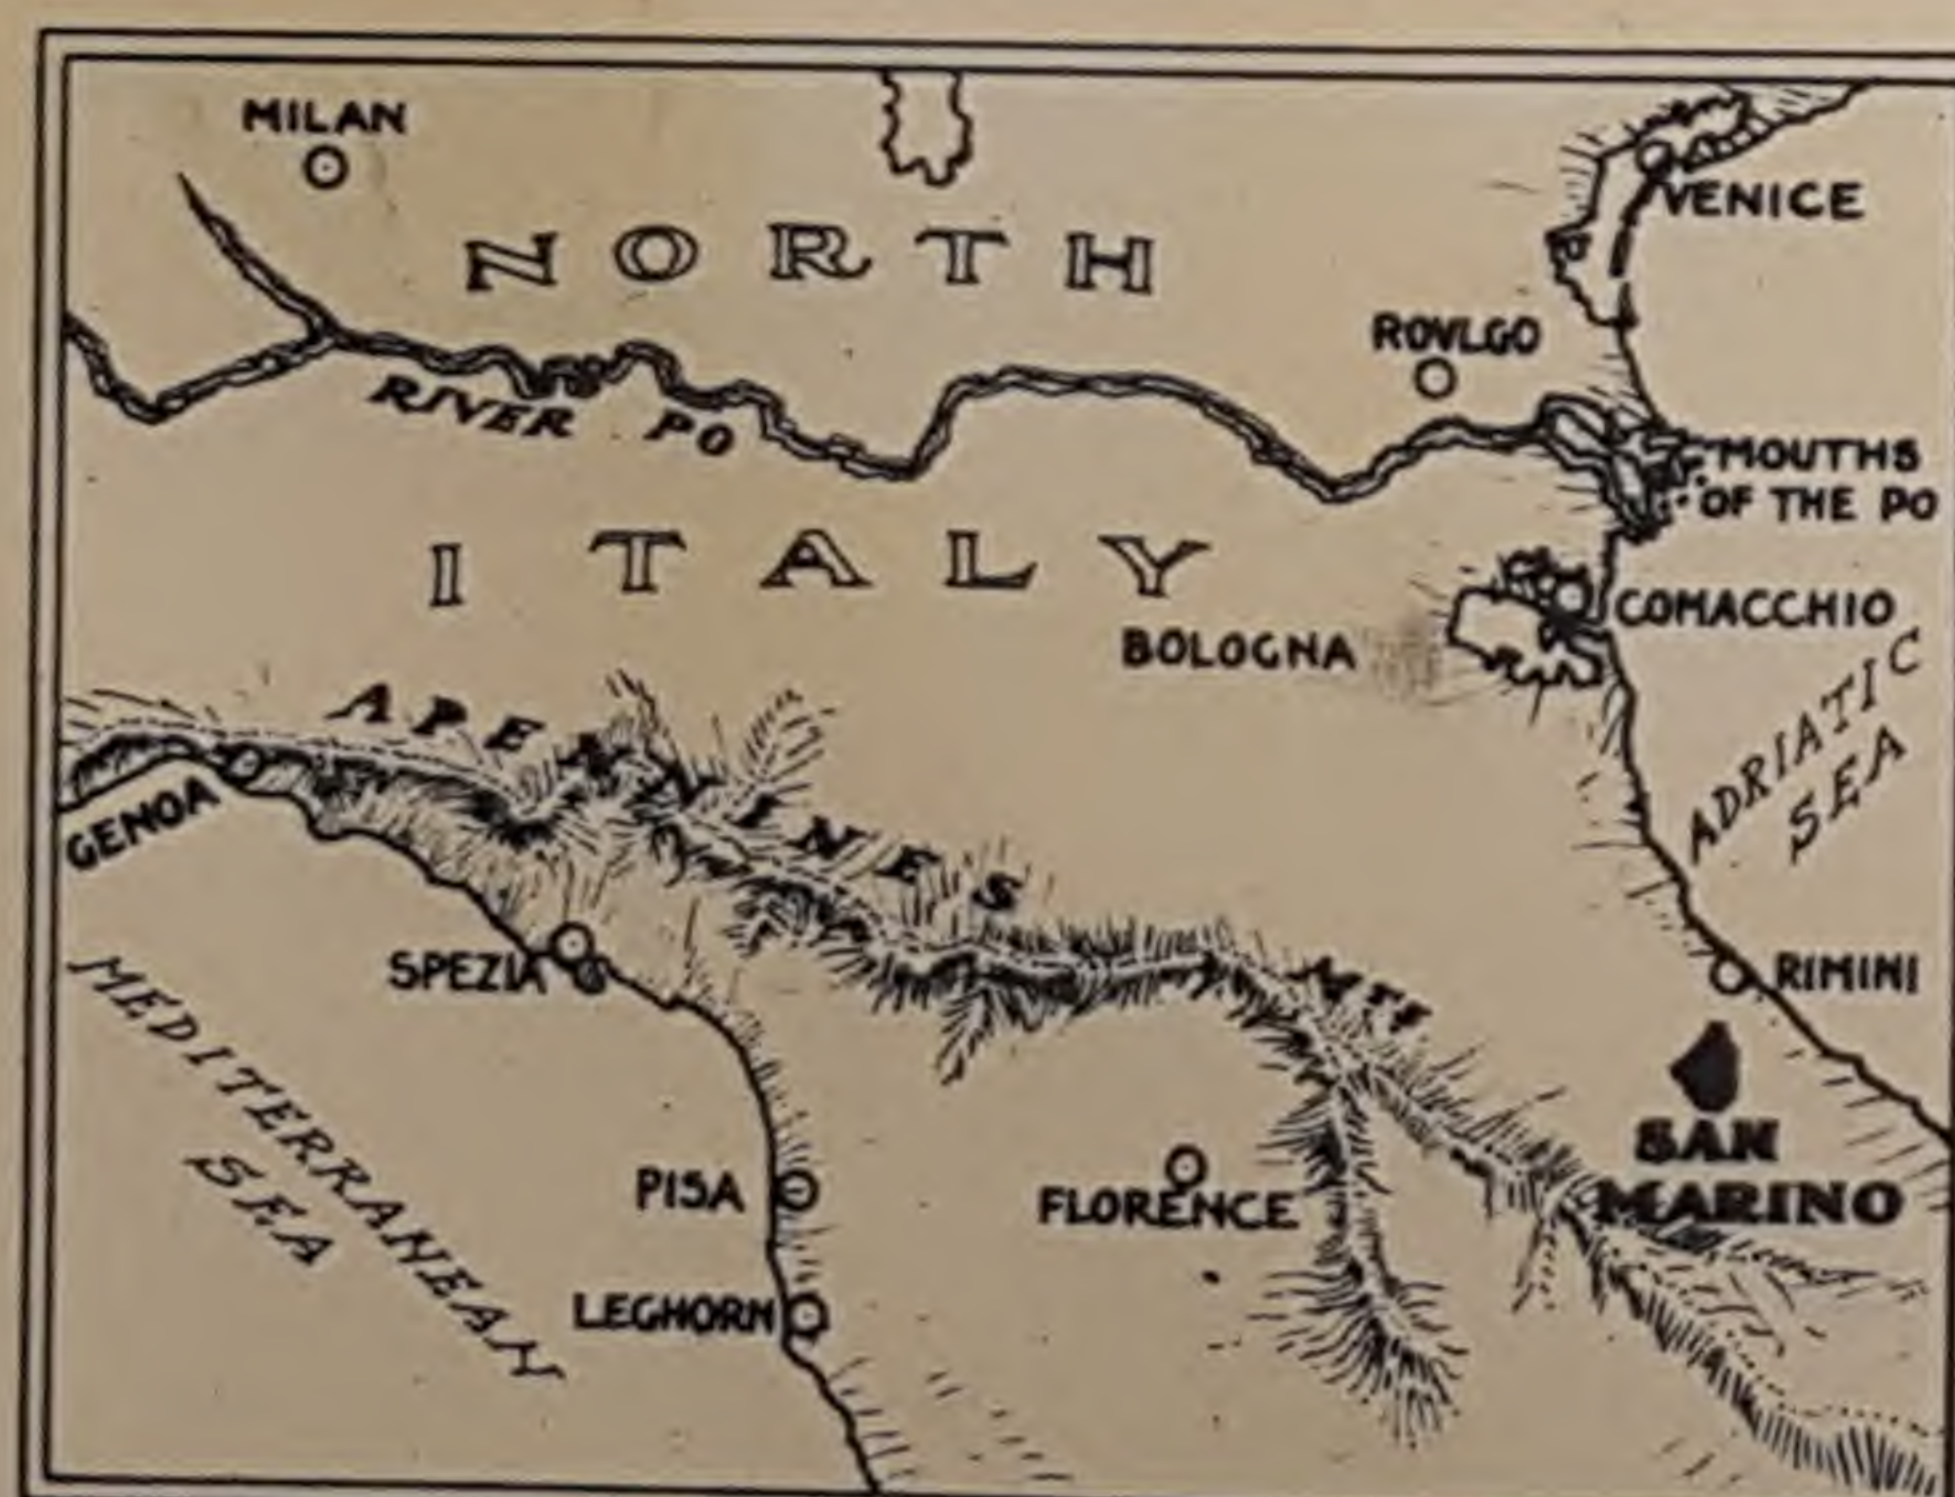 MILAN
VENICE
NORTH
ROVLGO
RIVER PO
MOUTHS
OF THE PO
ITALY
COMACCHIO
BOLOGNA
ADRIATIC
SEA
APENNINES MTS
GENOA
SPEZIA
RIMINI
MEDITERRANEAN
SEA
SAN
MARINO
PISA
FLORENCE
LEGHORN